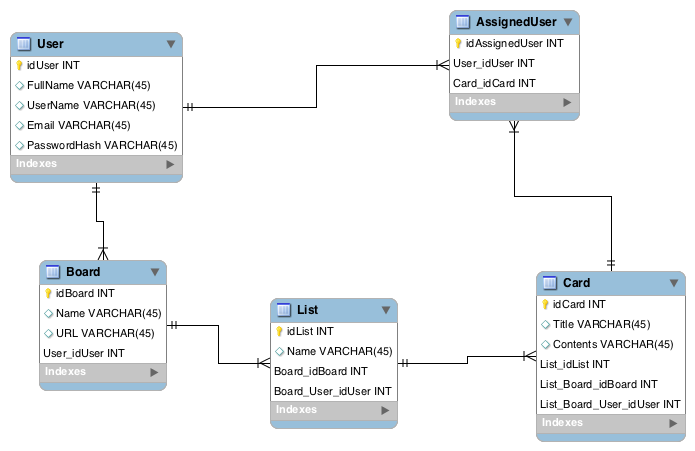 User
idUser INT
FullName VARCHAR(45)
UserName VARCHAR(45)
Email VARCHAR(45)
PasswordHash VARCHAR(45)
Indexes
AssignedUser
idAssignedUser INT
User_idUser INT
Card_idCard INT
Indexes
Board
idBoard INT
Name VARCHAR(45)
URL VARCHAR(45)
User_idUser INT
Indexes
List
idList INT
Name VARCHAR(45)
Board_idBoard INT
Board_User_idUser INT
Indexes
Card
idCard INT
Title VARCHAR(45)
Contents VARCHAR(45)
List_idList INT
List_Board_idBoard INT
List_Board_User_idUser INT
Indexes